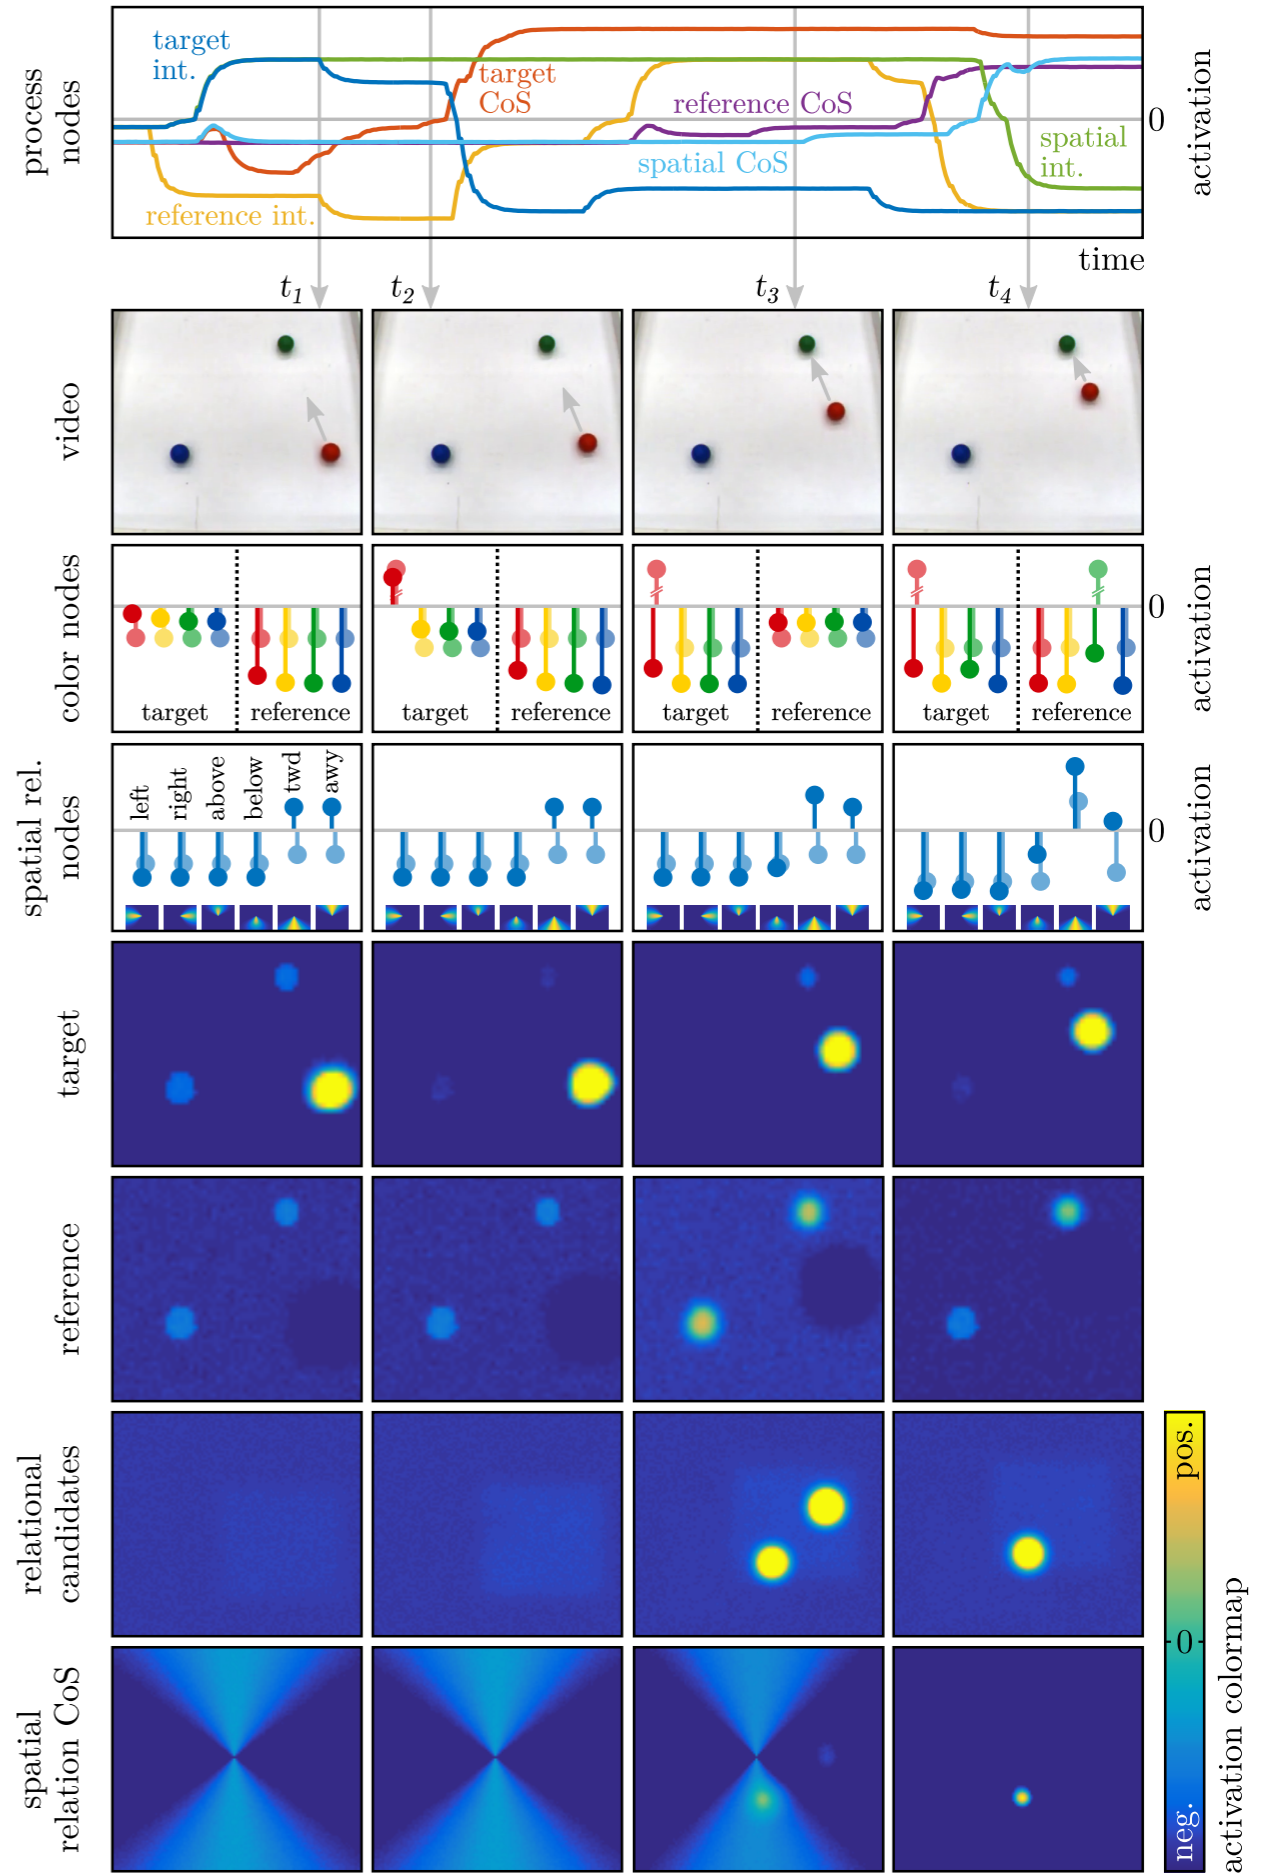 process
nodes
target
int.
target
CoS
reference CoS
spatial CoS
spatial
int.
reference int.
0
activation
time
t1
t2
t3
t4
video
color nodes
target
reference
target
reference
target
reference
target
reference
0
activation
spatial rel.
nodes
left
right
above
below
twd
awy
0
activation
target
reference
relational
candidates
spatial
relation CoS
pos.
0
neg.
activation colormap